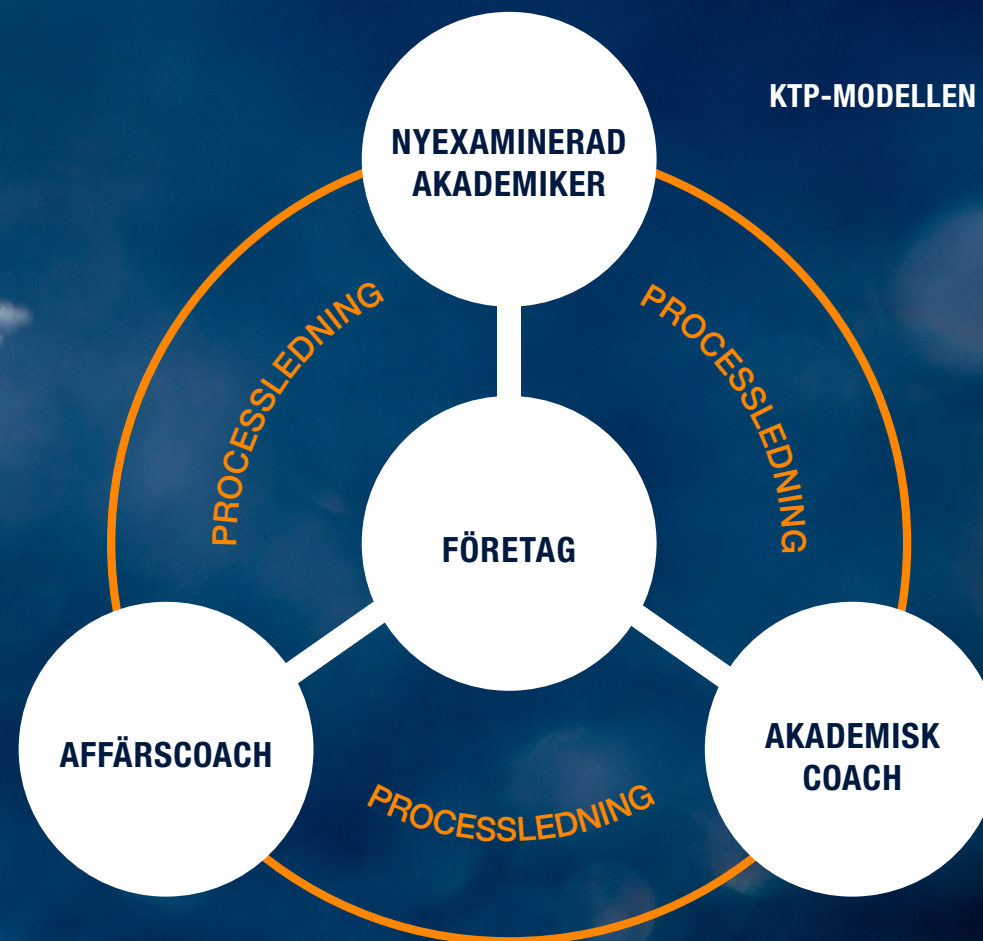 KTP-MODELLEN
NYEXAMINERAD
AKADEMIKER
PROCESSLEDNING
PROCESSLEDNING
FÖRETAG
AFFÄRSCOACH
AKADEMISK
COACH
PROCESSLEDNING